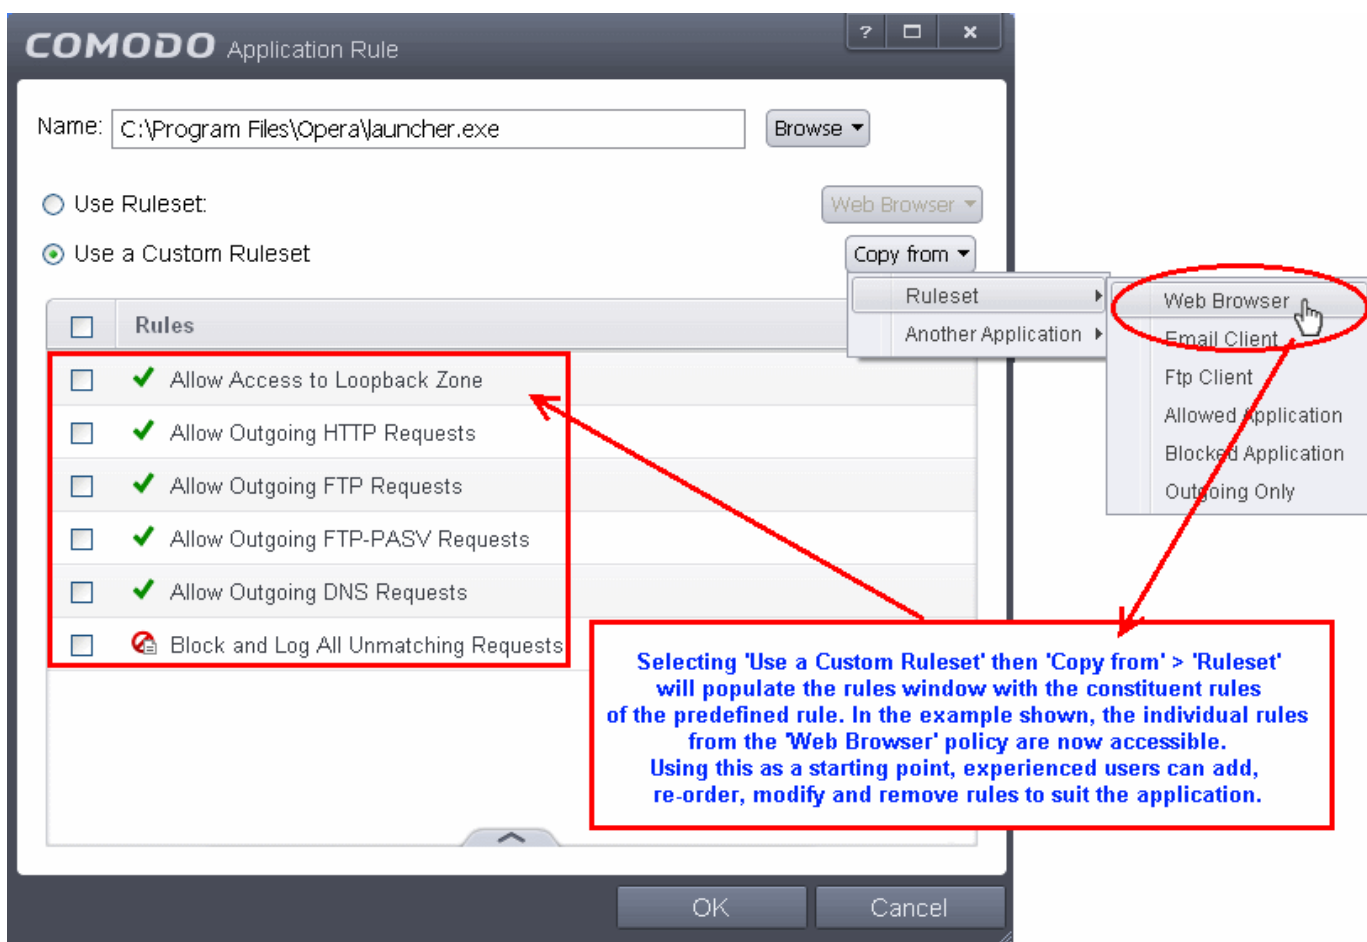 COMODO Application Rule
?
Name: C:\Program Files\Opera\launcher.exe Browse
Use Ruleset: Web Browser
Use a Custom Ruleset Copy from
Ruleset
Another Application
Web Browser
Email Client
Ftp Client
Allowed Application
Blocked Application
Outgoing Only
Rules
Allow Access to Loopback Zone
Allow Outgoing HTTP Requests
Allow Outgoing FTP Requests
Allow Outgoing FTP-PASV Requests
Allow Outgoing DNS Requests
Block and Log All Unmatching Requests
Selecting 'Use a Custom Ruleset' then 'Copy from' > 'Ruleset'
will populate the rules window with the constituent rules
of the predefined rule. In the example shown, the individual rules
from the 'Web Browser' policy are now accessible.
Using this as a starting point, experienced users can add,
re-order, modify and remove rules to suit the application.
OK Cancel